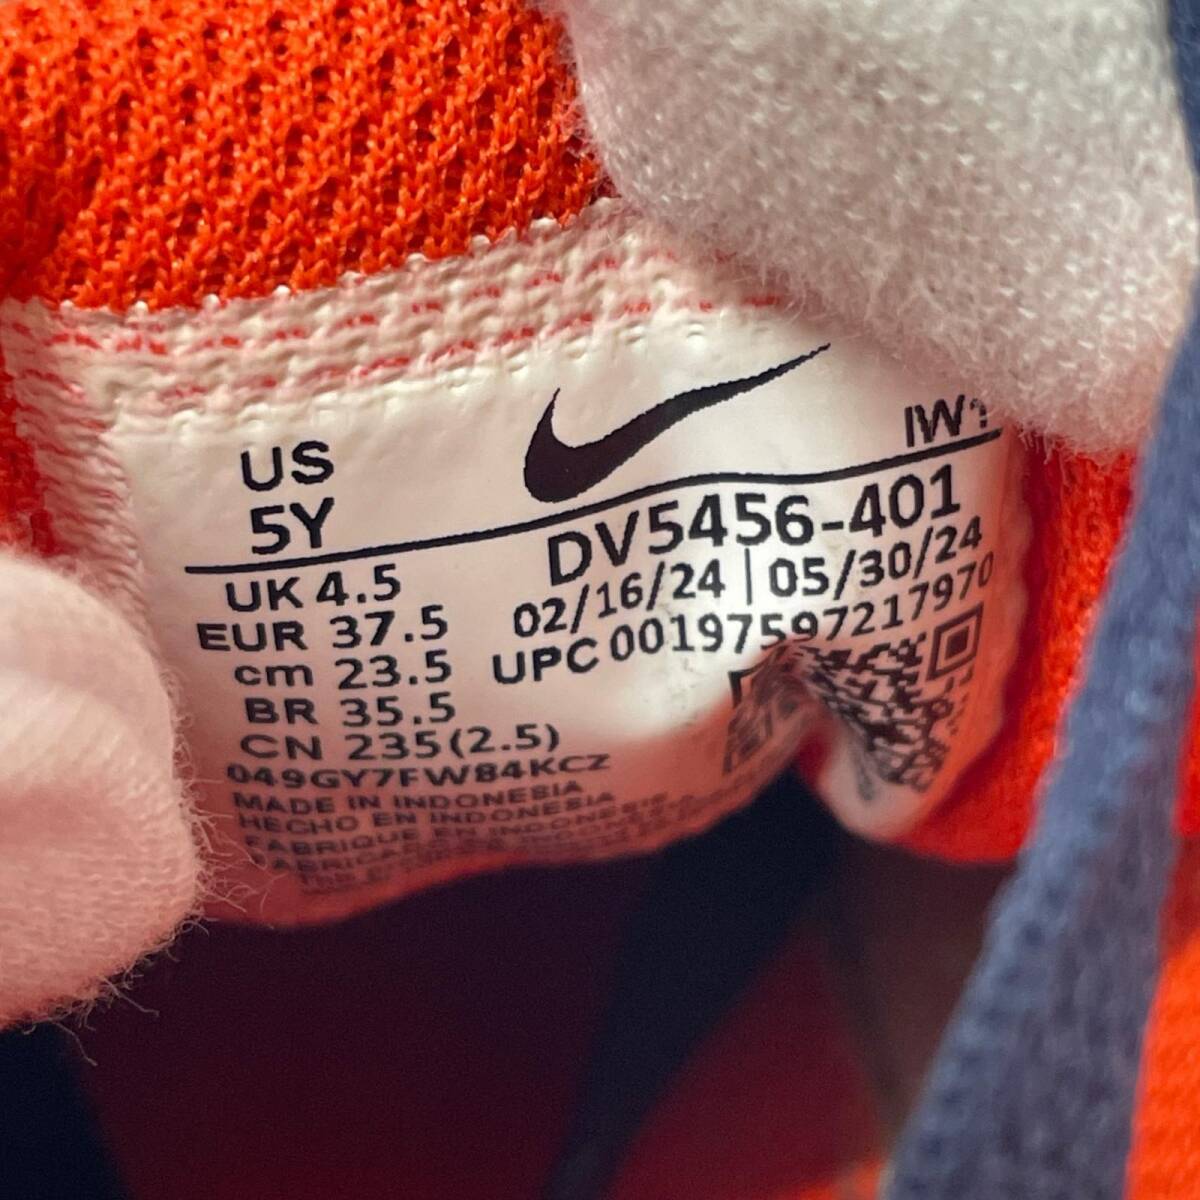 US
5Y
DV5456-401
UK 4.5
02/16/24 | 05/30/24
EUR 37.5
UPC 00197597217970
cm 23.5
BR 35.5
CN 235(2.5)
049GY7FW84KCZ
MADE IN INDONESIA
HECHO EN INDONESIA
FABRIQUE EN INDONESIE